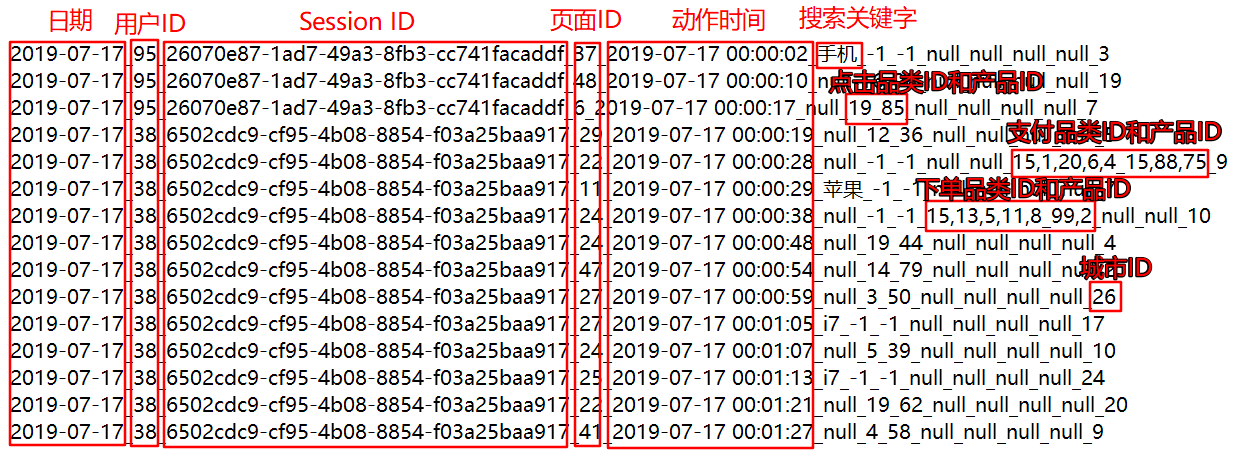 日期 用户ID Session ID 页面ID 动作时间 搜索关键字
2019-07-17_95_26070e87-1ad7-49a3-8fb3-cc741facaddf_37_2019-07-17 00:00:02_手机_-1_-1_null_null_null_null_3
2019-07-17_95_26070e87-1ad7-49a3-8fb3-cc741facaddf_48_2019-07-17 00:00:10_ _null_null_19
点击品类ID和产品ID
2019-07-17_95_26070e87-1ad7-49a3-8fb3-cc741facaddf_6_2019-07-17 00:00:17_null_19_85_null_null_null_null_7
2019-07-17_38_6502cdc9-cf95-4b08-8854-f03a25baa917_29_2019-07-17 00:00:19_null_12_36_null_null
支付品类ID和产品ID
2019-07-17_38_6502cdc9-cf95-4b08-8854-f03a25baa917_22_2019-07-17 00:00:28_null_-1_-1_null_null_15,1,20,6,4_15,88,75_9
2019-07-17_38_6502cdc9-cf95-4b08-8854-f03a25baa917_11_2019-07-17 00:00:29_苹果_-1
下单品类ID和产品ID
2019-07-17_38_6502cdc9-cf95-4b08-8854-f03a25baa917_24_2019-07-17 00:00:38_null_-1_-1_15,13,5,11,8_99,2_null_null_10
2019-07-17_38_6502cdc9-cf95-4b08-8854-f03a25baa917_24_2019-07-17 00:00:48_null_19_44_null_null_null_null_4
2019-07-17_38_6502cdc9-cf95-4b08-8854-f03a25baa917_47_2019-07-17 00:00:54_null_14_79_null_null_null
城市ID
2019-07-17_38_6502cdc9-cf95-4b08-8854-f03a25baa917_27_2019-07-17 00:00:59_null_3_50_null_null_null_null_26
2019-07-17_38_6502cdc9-cf95-4b08-8854-f03a25baa917_27_2019-07-17 00:01:05_i7_-1_-1_null_null_null_null_17
2019-07-17_38_6502cdc9-cf95-4b08-8854-f03a25baa917_24_2019-07-17 00:01:07_null_5_39_null_null_null_null_10
2019-07-17_38_6502cdc9-cf95-4b08-8854-f03a25baa917_25_2019-07-17 00:01:13_i7_-1_-1_null_null_null_null_24
2019-07-17_38_6502cdc9-cf95-4b08-8854-f03a25baa917_22_2019-07-17 00:01:21_null_19_62_null_null_null_null_20
2019-07-17_38_6502cdc9-cf95-4b08-8854-f03a25baa917_41_2019-07-17 00:01:27_null_4_58_null_null_null_null_9